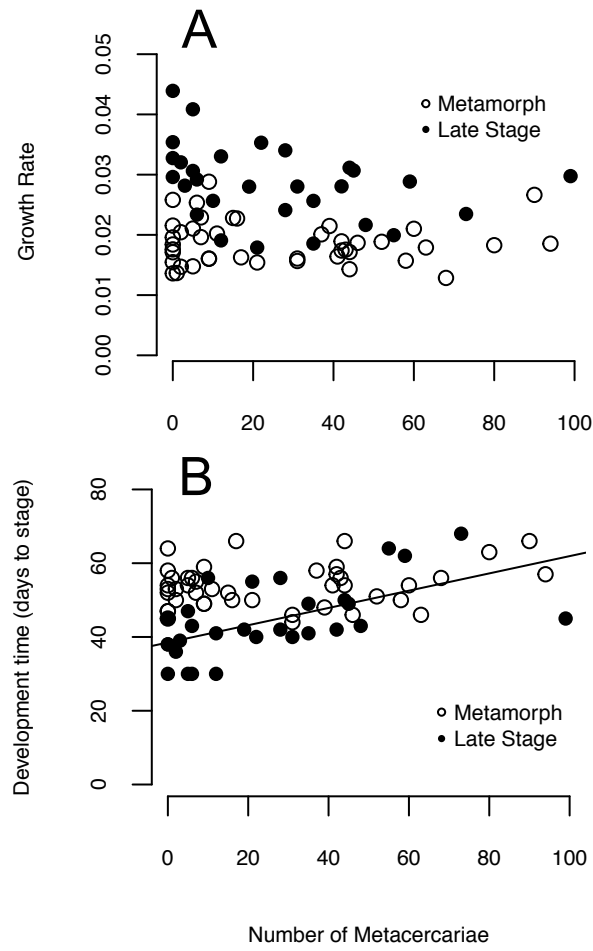 A
Growth Rate
0.05
0.04
0.03
0.02
0.01
0.00
Metamorph
Late Stage
0 20 40 60 80 100
B
Development time (days to stage)
80
60
40
20
0
Metamorph
Late Stage
0 20 40 60 80 100
Number of Metacercariae